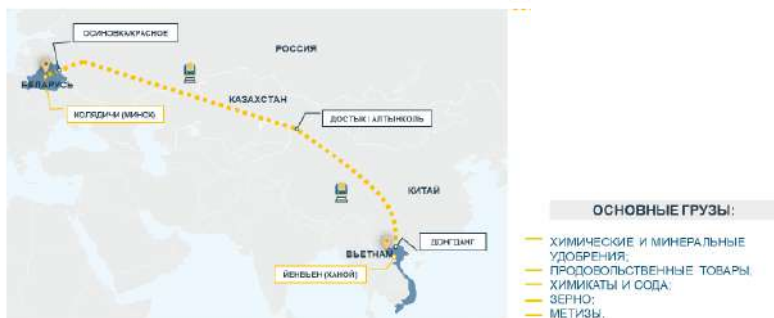 ОСИНОВКА/КРАСНОЕ
РОССИЯ
БЕЛАРУСЬ
КАЗАХСТАН
КОЛЯДИЧИ (МИНСК)
ДОСТЫК / АЛТЫНКОЛЬ
КИТАЙ
ДОНГДАНГ
ВЬЕТНАМ
ЙЕНВЬЕН (ХАНОЙ)
ОСНОВНЫЕ ГРУЗЫ:
ХИМИЧЕСКИЕ И МИНЕРАЛЬНЫЕ
УДОБРЕНИЯ;
ПРОДОВОЛЬСТВЕННЫЕ ТОВАРЫ;
ХИМИКАТЫ И СОДА;
ЗЕРНО;
МЕТИЗЫ.